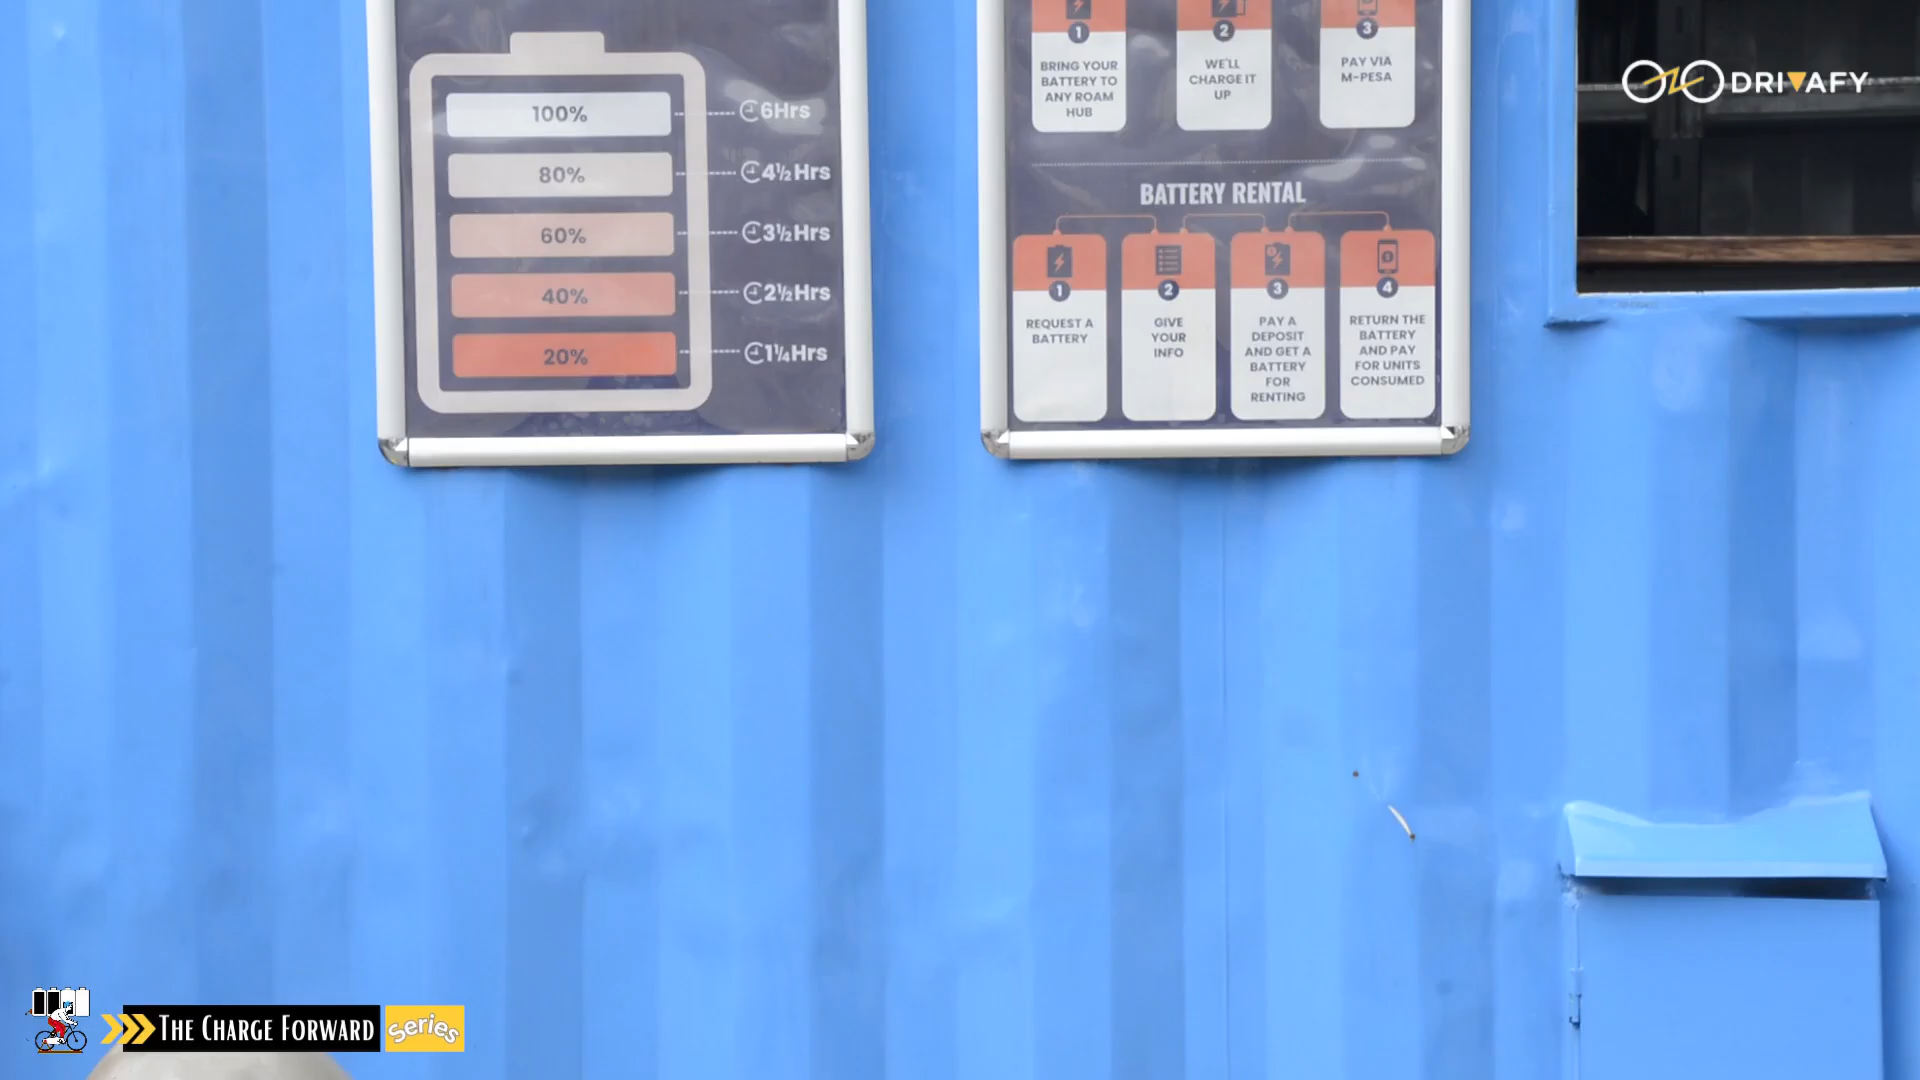 100%
6Hrs
80%
4½Hrs
60%
3½Hrs
40%
2½Hrs
20%
1¼Hrs
1
BRING YOUR
BATTERY TO
ANY ROAM
HUB
2
WE'LL
CHARGE IT
UP
3
PAY VIA
M-PESA
BATTERY RENTAL
1
REQUEST A
BATTERY
2
GIVE
YOUR
INFO
3
PAY A
DEPOSIT
AND GET A
BATTERY
FOR
RENTING
4
RETURN THE
BATTERY
AND PAY
FOR UNITS
CONSUMED
DRIVAFY
THE CHARGE FORWARD
Series